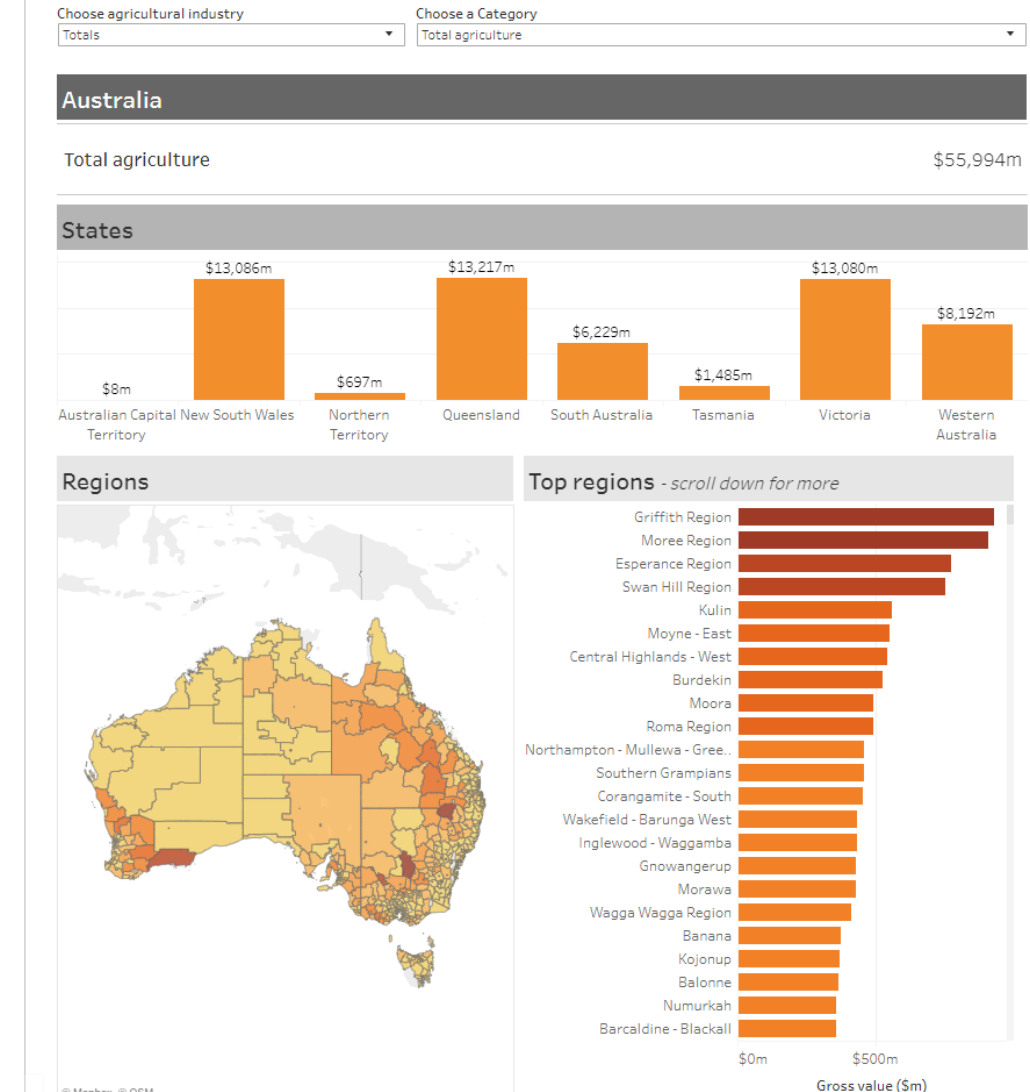 Choose agricultural industry
Choose a Category
Totals
Total agriculture
Australia
Total agriculture
$55,994m
States
$8m
$13,086m
$697m
$13,217m
$6,229m
$1,485m
$13,080m
$8,192m
Australian Capital
Territory
New South Wales
Northern
Territory
Queensland
South Australia
Tasmania
Victoria
Western
Australia
Regions
Top regions - scroll down for more
Griffith Region
Moree Region
Esperance Region
Swan Hill Region
Kulin
Moyne - East
Central Highlands - West
Burdekin
Moora
Roma Region
Northampton - Mullewa - Gree..
Southern Grampians
Corangamite - South
Wakefield - Barunga West
Inglewood - Waggamba
Gnowangerup
Morawa
Wagga Wagga Region
Banana
Kojonup
Balonne
Numurkah
Barcaldine - Blackall
$0m
$500m
Gross value ($m)
© Mapbox © OSM